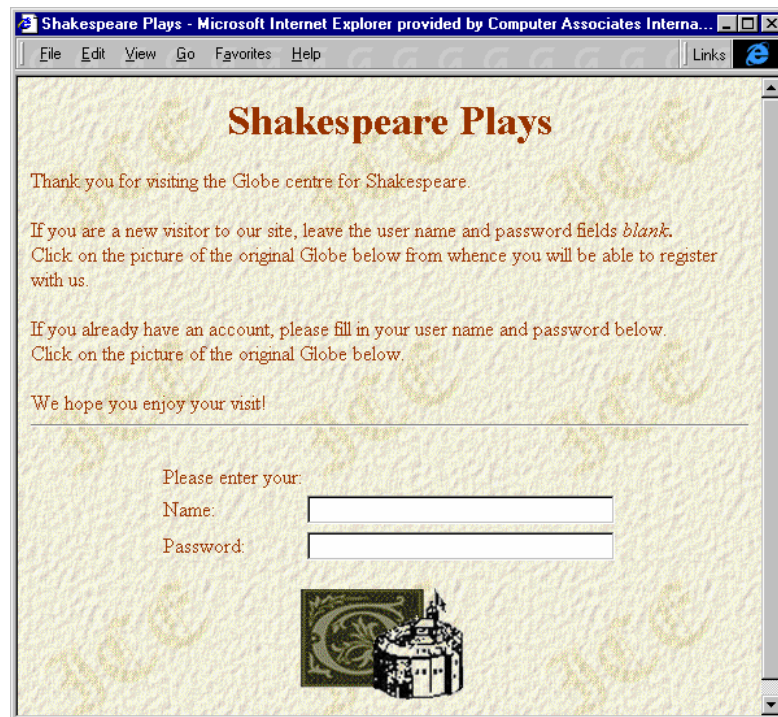 Shakespeare Plays - Microsoft Internet Explorer provided by Computer Associates Interna...
File Edit View Go Favorites Help Links
Shakespeare Plays
Thank you for visiting the Globe centre for Shakespeare.
If you are a new visitor to our site, leave the user name and password fields blank.
Click on the picture of the original Globe below from whence you will be able to register
with us.
If you already have an account, please fill in your user name and password below.
Click on the picture of the original Globe below.
We hope you enjoy your visit!
Please enter your:
Name:
Password:
G